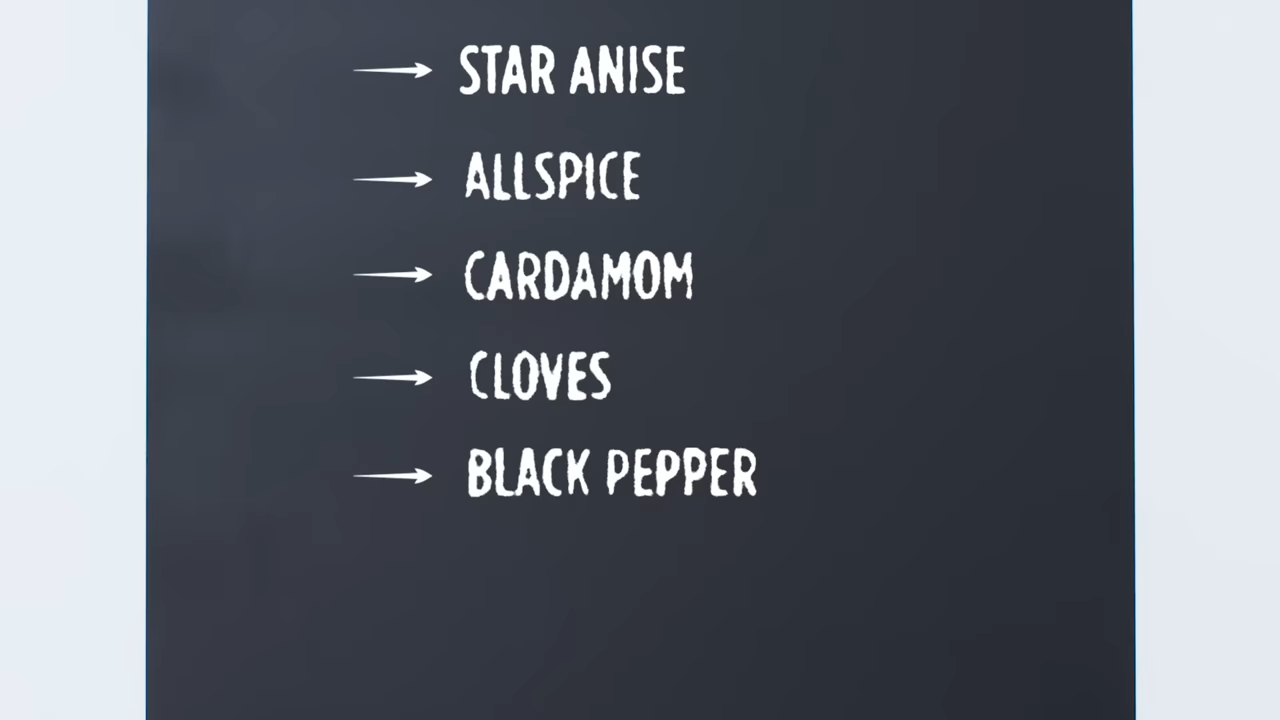 STAR ANISE
ALLSPICE
CARDAMOM
CLOVES
BLACK PEPPER